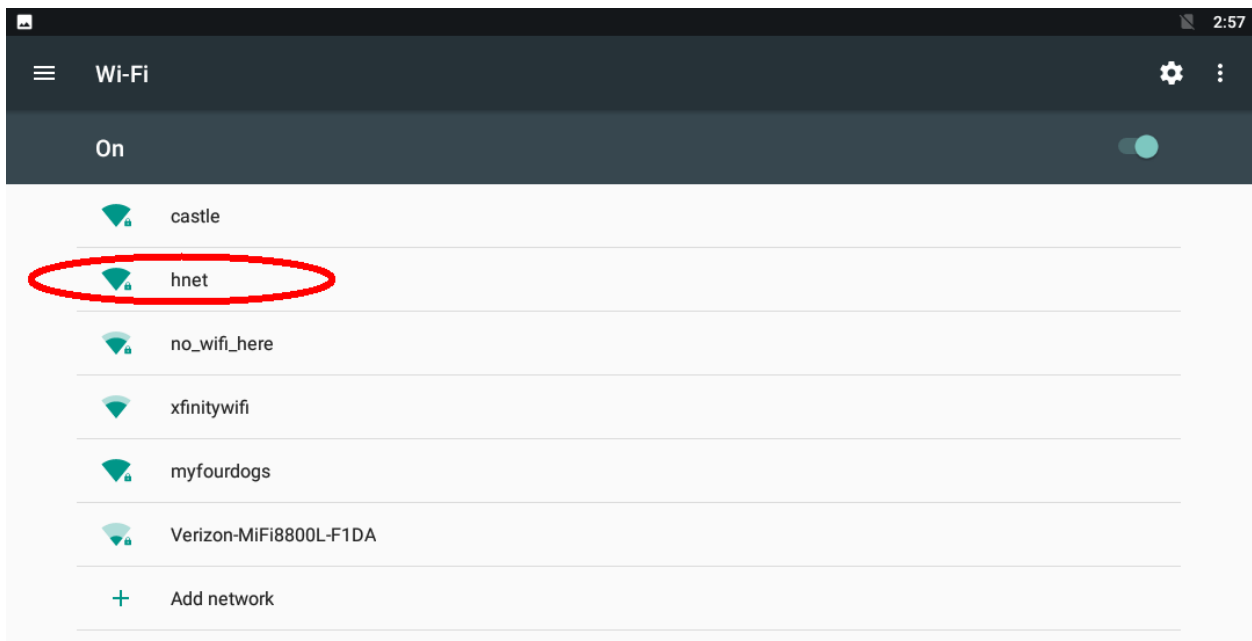 2:57
Wi-Fi
On
castle
hnet
no_wifi_here
xfinitywifi
myfourdogs
Verizon-MiFi8800L-F1DA
Add network